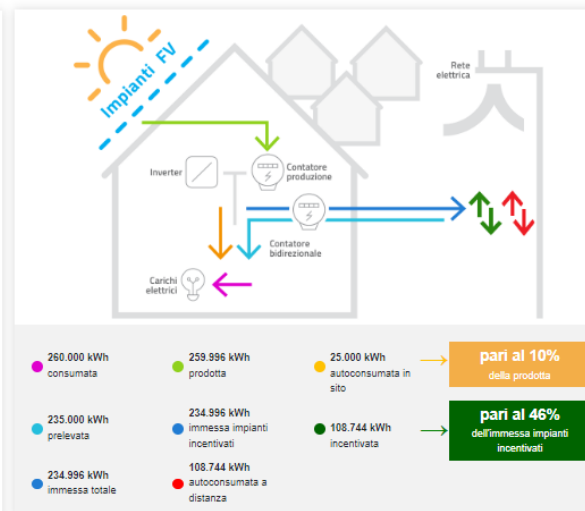 Impianti FV
Rete
elettrica
Inverter
Contatore
produzione
Contatore
bidirezionale
Carichi
elettrici
260.000 kWh
consumata
259.996 kWh
prodotta
25.000 kWh
autoconsumata in
sito
pari al 10%
della prodotta
235.000 kWh
prelevata
234.996 kWh
immessa impianti
incentivati
108.744 kWh
incentivata
pari al 46%
dell'immessa impianti
incentivati
234.996 kWh
immessa totale
108.744 kWh
autoconsumata a
distanza